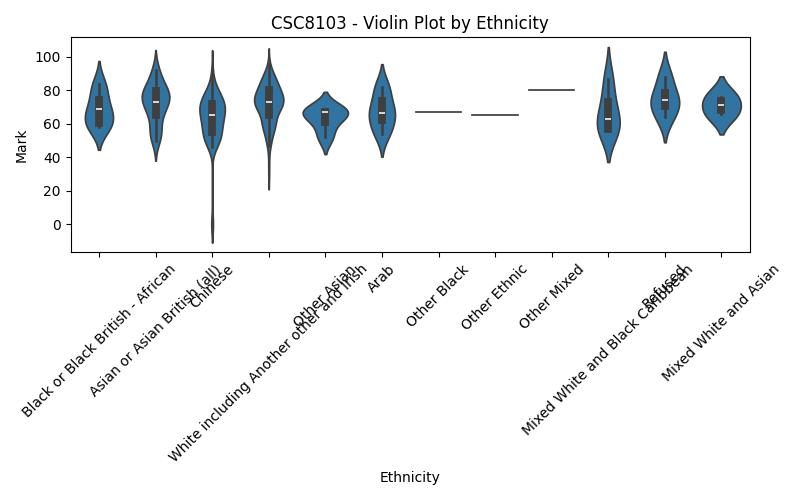 CSC8103 - Violin Plot by Ethnicity
Mark
100
80
60
40
20
0
Black or Black British - African
Asian or Asian British (all)
Chinese
White including Another other and Irish
Other Asian
Arab
Other Black
Other Ethnic
Other Mixed
Mixed White and Black Caribbean
Refused
Mixed White and Asian
Ethnicity